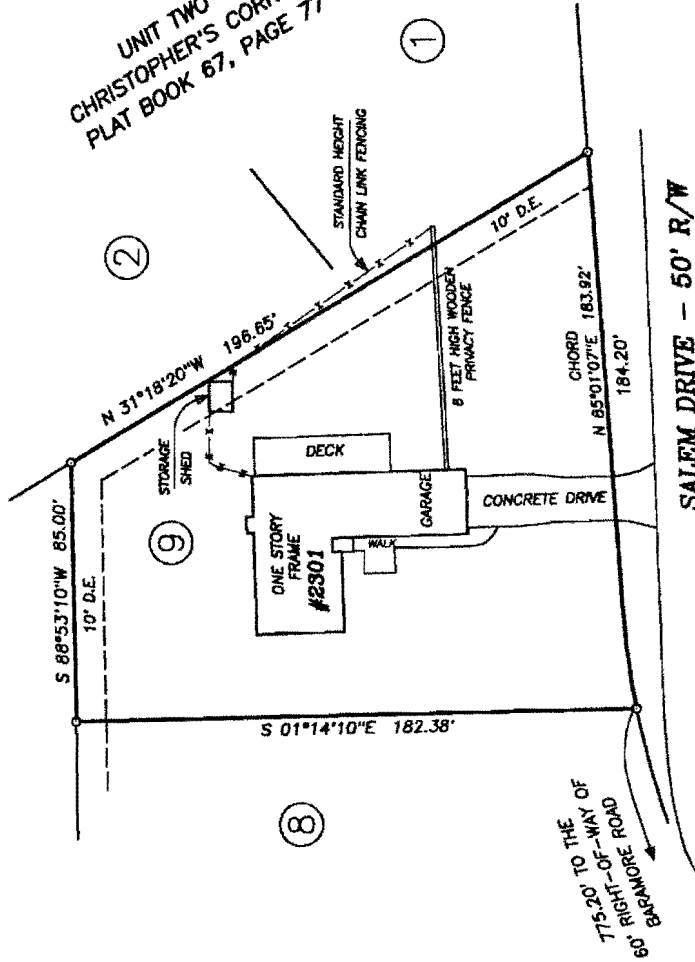 UNIT TWO
CHRISTOPHER'S
PLAT BOOK 67, PAGE 77
1
2
STANDARD HEIGHT
CHAIN LINK FENCING
N 31°18'20"W 196.65'
10' D.E.
S 88°53'10"W 85.00'
10' D.E.
STORAGE
SHED
9
8 FEET HIGH WOODEN
PRIVACY FENCE
DECK
ONE STORY
FRAME
#2301
GARAGE
WALK
CONCRETE DRIVE
CHORD
N 85°01'07"E 183.92'
184.20'
S 01°14'10"E 182.38'
8
775.20' TO THE
60' RIGHT-OF-WAY OF
BARAMORE ROAD
SALEM DRIVE - 50' R/W